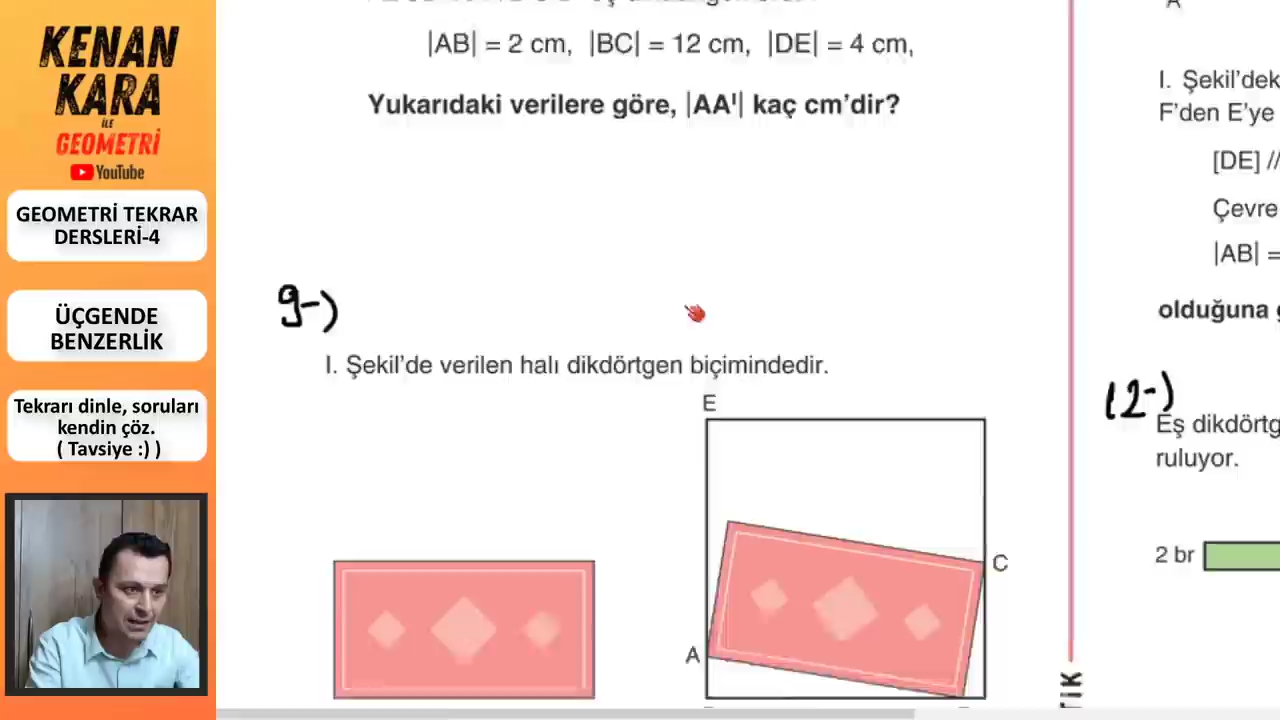 KENAN
KARA
İLE
GEOMETRİ
YouTube
GEOMETRİ TEKRAR
DERSLERİ-4
ÜÇGENDE
BENZERLİK
Tekrarı dinle, soruları
kendin çöz.
( Tavsiye :) )
|AB| = 2 cm, |BC| = 12 cm, |DE| = 4 cm,
Yukarıdaki verilere göre, |AAᴵ| kaç cm’dir?
9-)
I. Şekil’de verilen halı dikdörtgen biçimindedir.
E
C
A
A
I. Şekil’dek
F’den E’ye
[DE] //
Çevre
|AB| =
olduğuna
12-)
Eş dikdörtg
ruluyor.
2 br
TİK